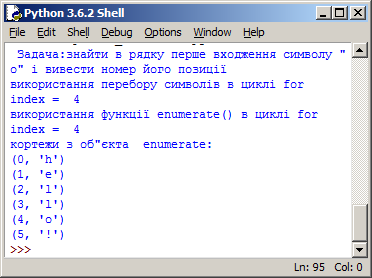 Python 3.6.2 Shell
File Edit Shell Debug Options Window Help
Задача:знайти в рядку перше входження символу "
о" і вивести номер його позиції
використання перебору символів в циклі for
index =  4
використання функції enumerate() в циклі for
index =  4
кортежи з об"єкта  enumerate:
(0, 'h')
(1, 'e')
(2, 'l')
(3, 'l')
(4, 'o')
(5, '!')
>>>
Ln: 95 Col: 0